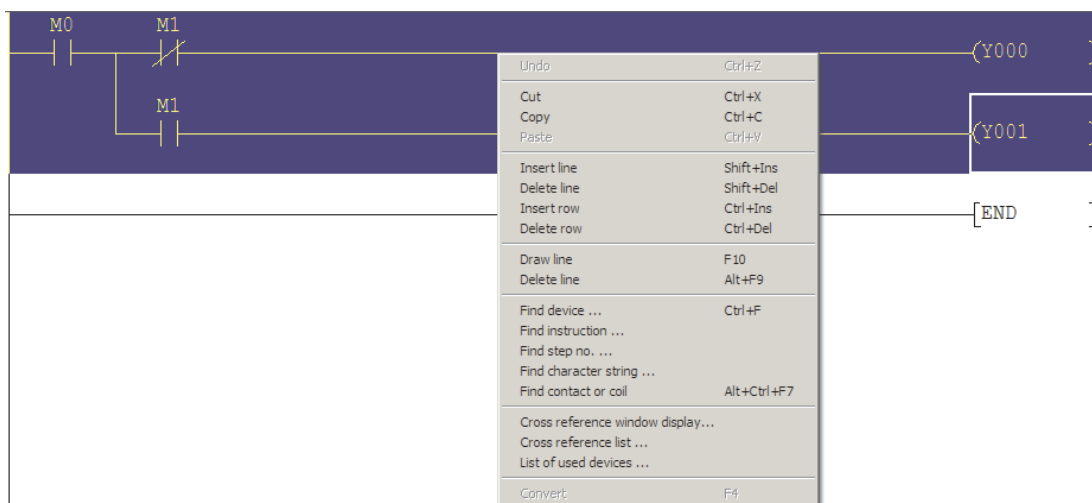 M0 M1
Y000
Undo Ctrl+Z
Cut Ctrl+X
M1
Copy Ctrl+C
Y001
Paste Ctrl+V
Insert line Shift+Ins
Delete line Shift+Del
Insert row Ctrl+Ins
END
Delete row Ctrl+Del
Draw line F10
Delete line Alt+F9
Find device ... Ctrl+F
Find instruction ...
Find step no. ...
Find character string ...
Find contact or coil Alt+Ctrl+F7
Cross reference window display...
Cross reference list ...
List of used devices ...
Convert F4